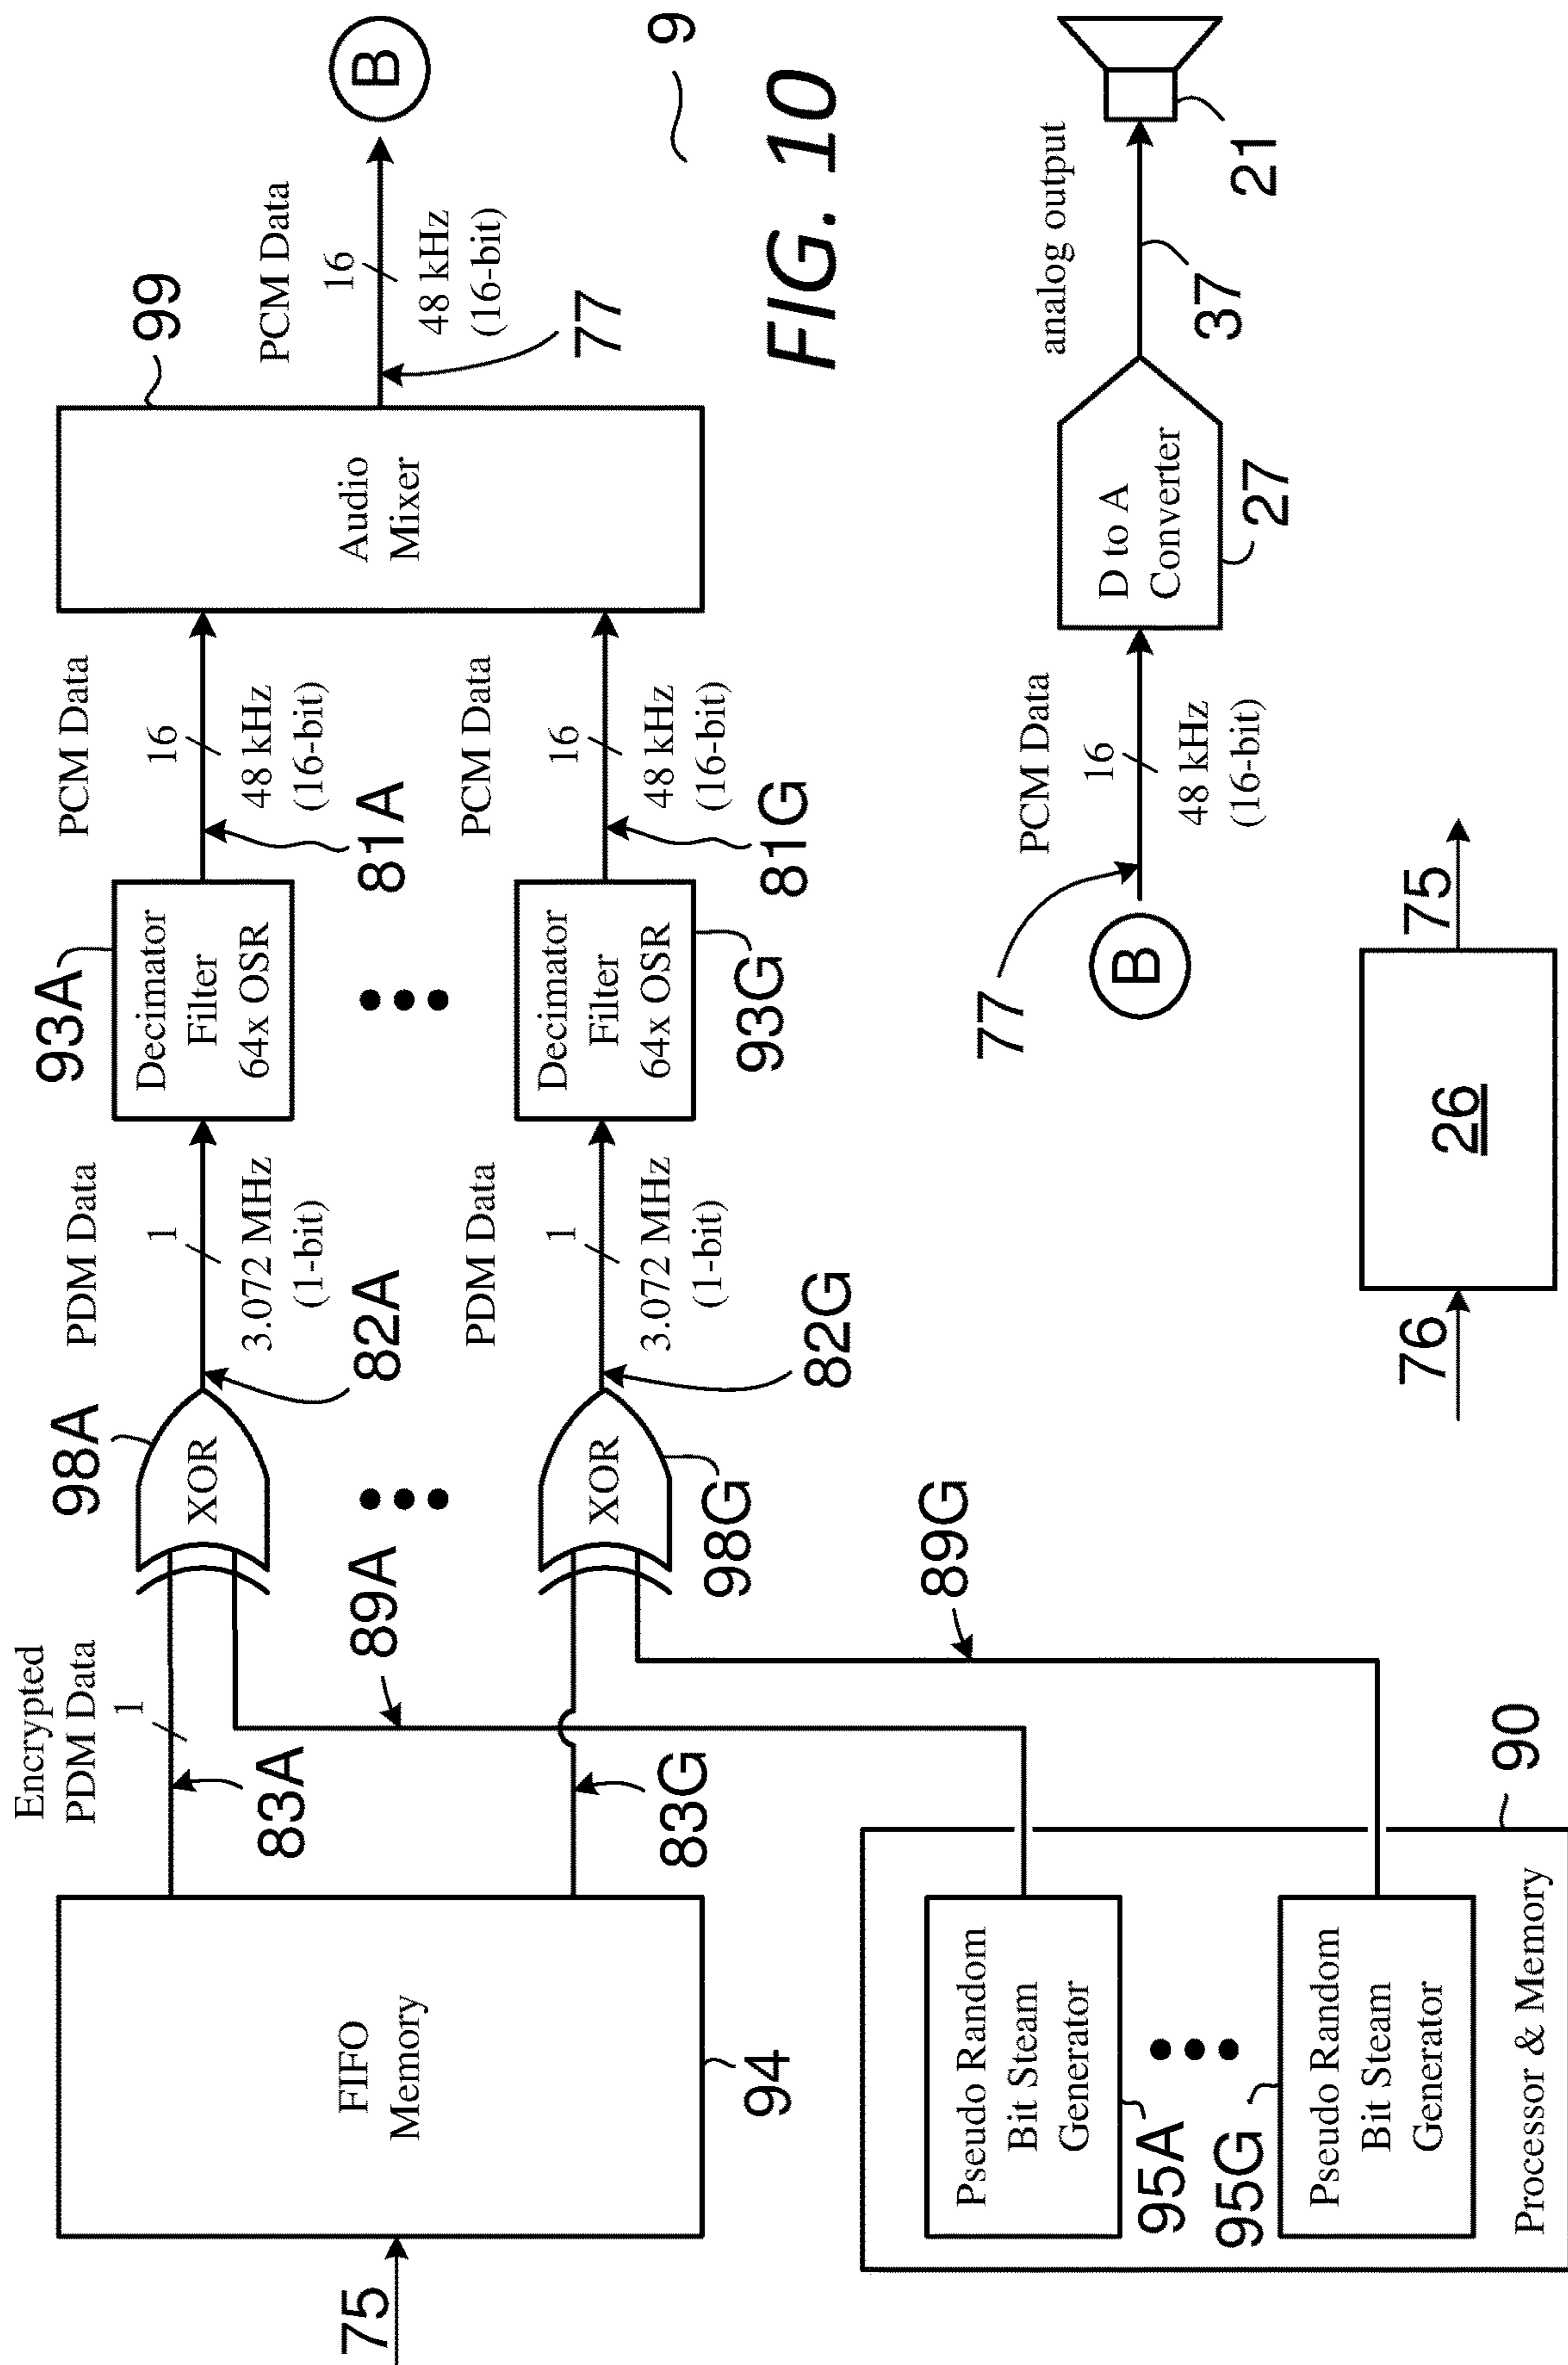 75
FIFO
Memory
94
Encrypted
PDM Data
1
83A
83G
89A
89G
98A
XOR
XOR
98G
PDM Data
1
3.072 MHz
(1-bit)
82A
PDM Data
1
3.072 MHz
(1-bit)
82G
93A
Decimator
Filter
64x OSR
Decimator
Filter
64x OSR
93G
PCM Data
16
48 kHz
(16-bit)
81A
PCM Data
16
48 kHz
(16-bit)
81G
99
Audio
Mixer
PCM Data
16
48 kHz
(16-bit)
77
B
9
FIG. 10
Pseudo Random
Bit Steam
Generator
95A
95G
Pseudo Random
Bit Steam
Generator
Processor & Memory
90
77
B
PCM Data
16
48 kHz
(16-bit)
D to A
Converter
27
analog output
37
21
76
26
75